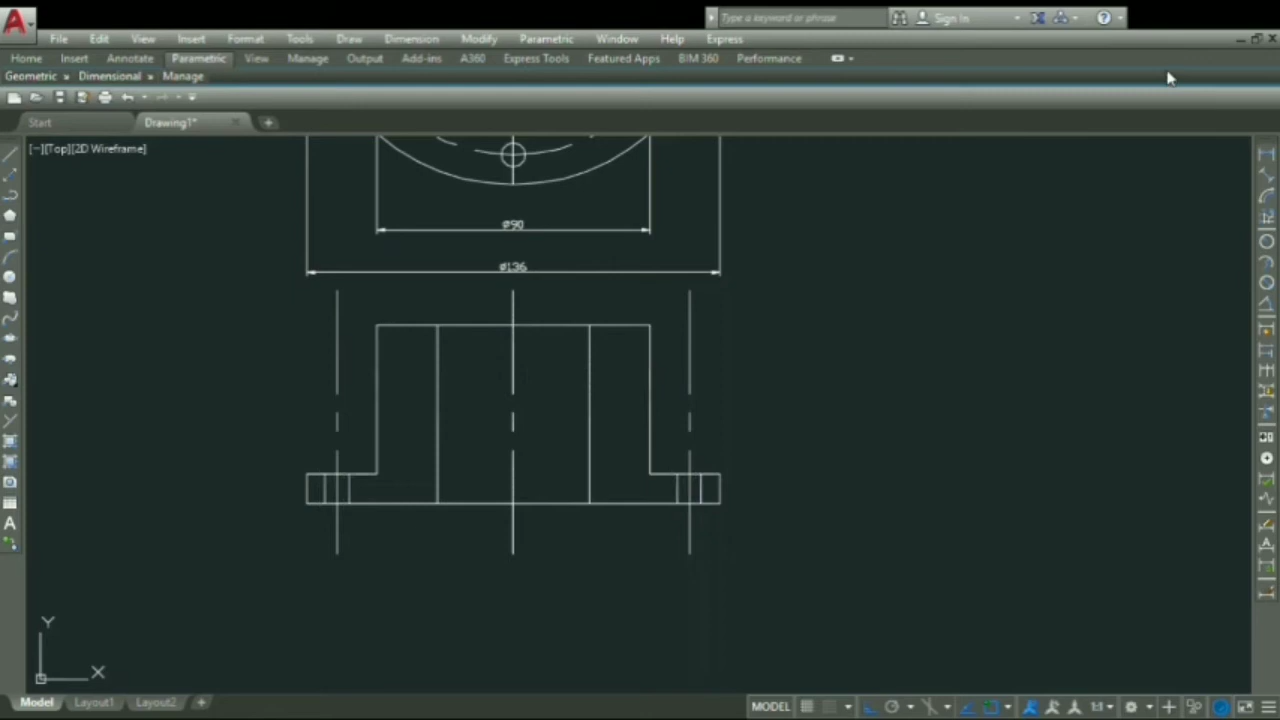 A
Type a keyword or phrase
Sign In
?
File Edit View Insert Format Tools Draw Dimension Modify Parametric Window Help Express
Home Insert Annotate Parametric View Manage Output Add-ins A360 Express Tools Featured Apps BIM 360 Performance
Geometric » Dimensional » Manage
Start Drawing1*
[−][Top][2D Wireframe]
Ø90
Ø136
A
Y
X
Model Layout1 Layout2 +
MODEL 1:1